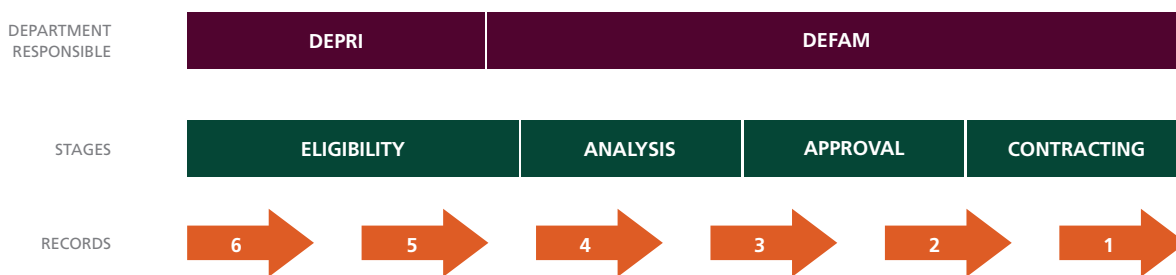 DEPARTMENT
RESPONSIBLE
DEPRI
DEFAM
STAGES
ELIGIBILITY
ANALYSIS
APPROVAL
CONTRACTING
RECORDS
6
5
4
3
2
1